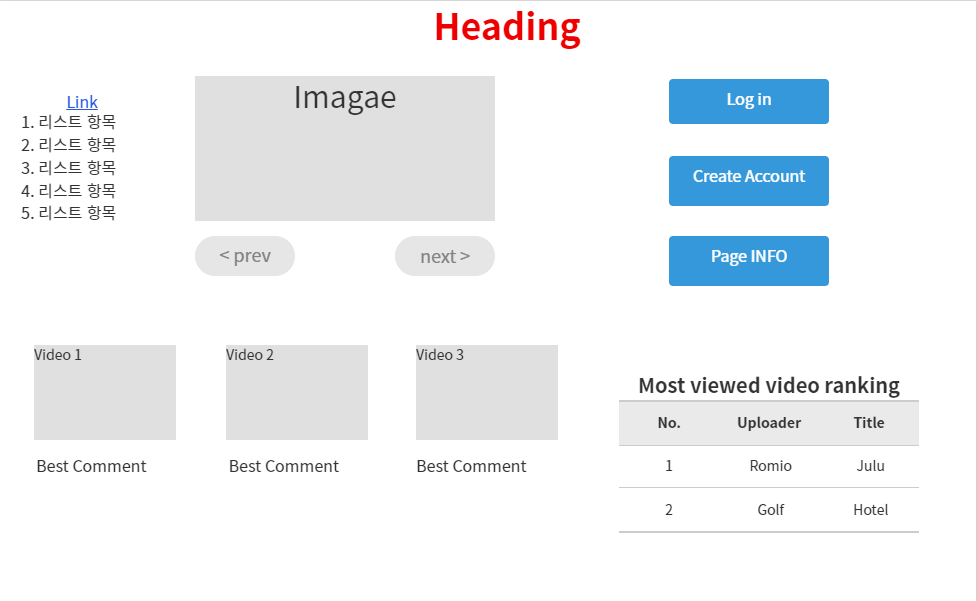 Heading
Link
1. 리스트 항목
2. 리스트 항목
3. 리스트 항목
4. 리스트 항목
5. 리스트 항목
Imagae
< prev
next >
Log in
Create Account
Page INFO
Video 1
Video 2
Video 3
Best Comment
Best Comment
Best Comment
Most viewed video ranking
No. Uploader Title
1 Romio Julu
2 Golf Hotel